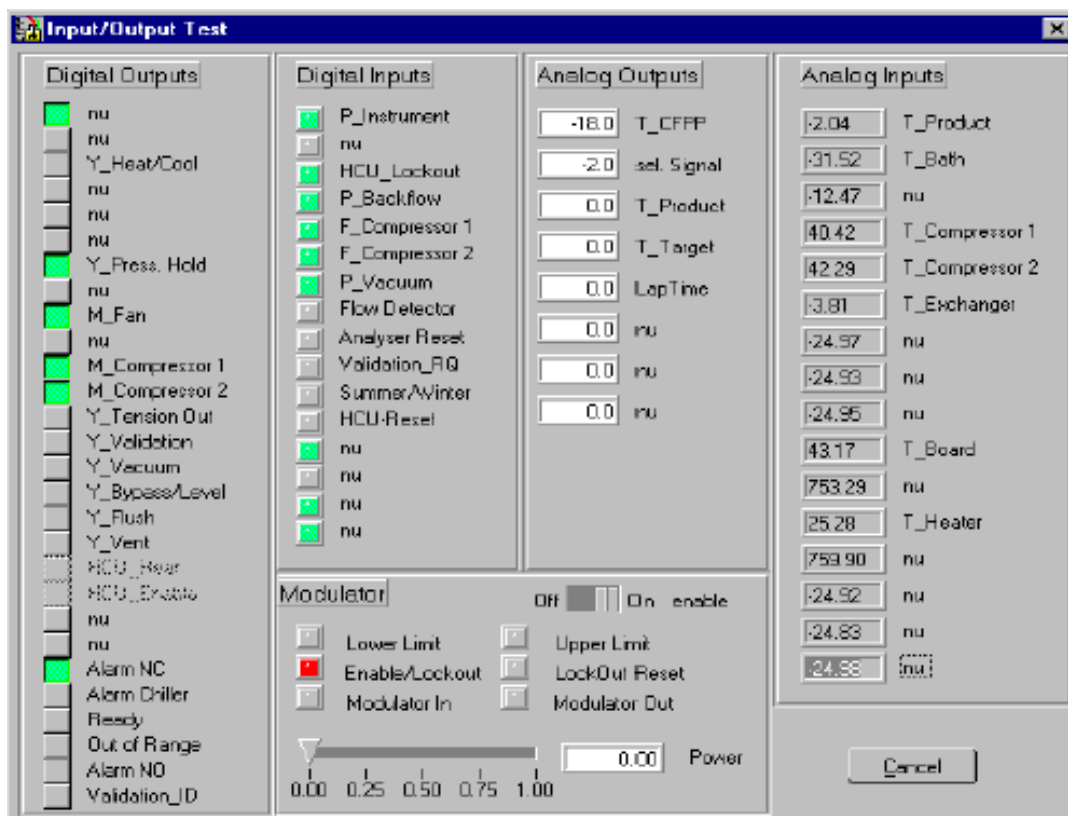 Input/Output Test
Digital Outputs
nu
nu
Y_Heat/Cool
nu
nu
nu
Y_Press. Hold
nu
M_Fan
nu
M_Compressor 1
M_Compressor 2
Y_Tension Out
Y_Validation
Y_Vacuum
Y_Bypass/Level
Y_Flush
Y_Vent
HCU_Rear
HCU_Enable
nu
nu
Alarm NC
Alarm Chiller
Ready
Out of Range
Alarm NO
Validation_ID
Digital Inputs
P_Instrument
nu
HCU_Lockout
P_Backflow
F_Compressor 1
F_Compressor 2
P_Vacuum
Flow Detector
Analyser Reset
Validation_RQ
Summer/Winter
HCU-Reset
nu
nu
nu
nu
Analog Outputs
-18.0 T_CFPP
-2.0 sel. Signal
0.0 T_Product
0.0 T_Target
0.0 LapTime
0.0 nu
0.0 nu
0.0 nu
Analog Inputs
-2.04 T_Product
-31.52 T_Bath
-12.47 nu
40.42 T_Compressor 1
42.29 T_Compressor 2
-3.81 T_Exchanger
-24.97 nu
-24.93 nu
-24.95 nu
43.17 T_Board
753.29 nu
25.28 T_Heater
759.90 nu
-24.92 nu
-24.83 nu
-24.98 nu
Modulator
Off On enable
Lower Limit Upper Limit
Enable/Lockout LockOut Reset
Modulator In Modulator Out
0.00 Power
0.00 0.25 0.50 0.75 1.00
Cancel